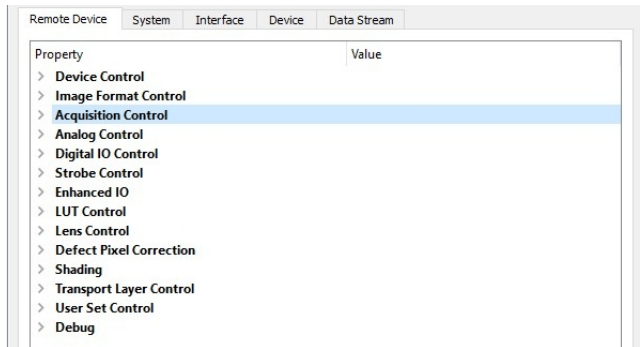 Remote Device System Interface Device Data Stream
Property Value
Device Control
Image Format Control
Acquisition Control
Analog Control
Digital IO Control
Strobe Control
Enhanced IO
LUT Control
Lens Control
Defect Pixel Correction
Shading
Transport Layer Control
User Set Control
Debug